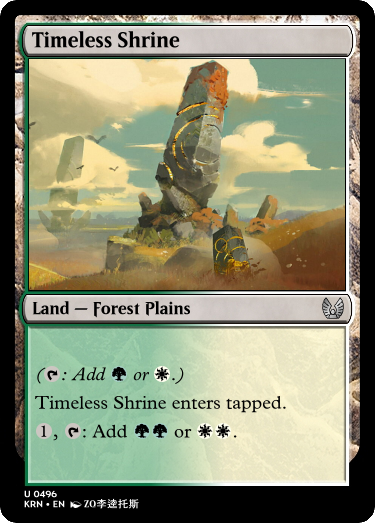 Timeless Shrine
Land — Forest Plains
(: Add or .)
Timeless Shrine enters tapped.
1, : Add or .
U 0496
KRN • EN ZO李逵托斯